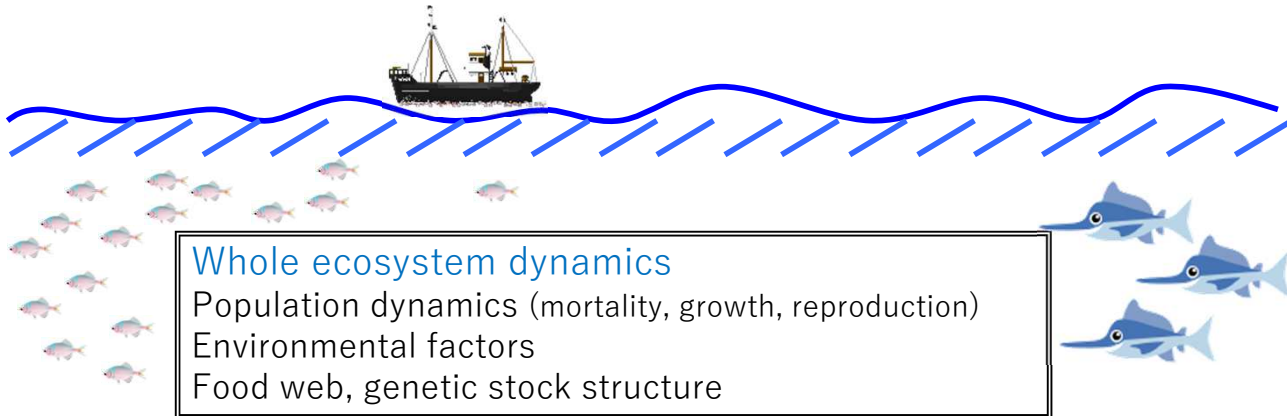 Whole ecosystem dynamics
Population dynamics (mortality, growth, reproduction)
Environmental factors
Food web, genetic stock structure